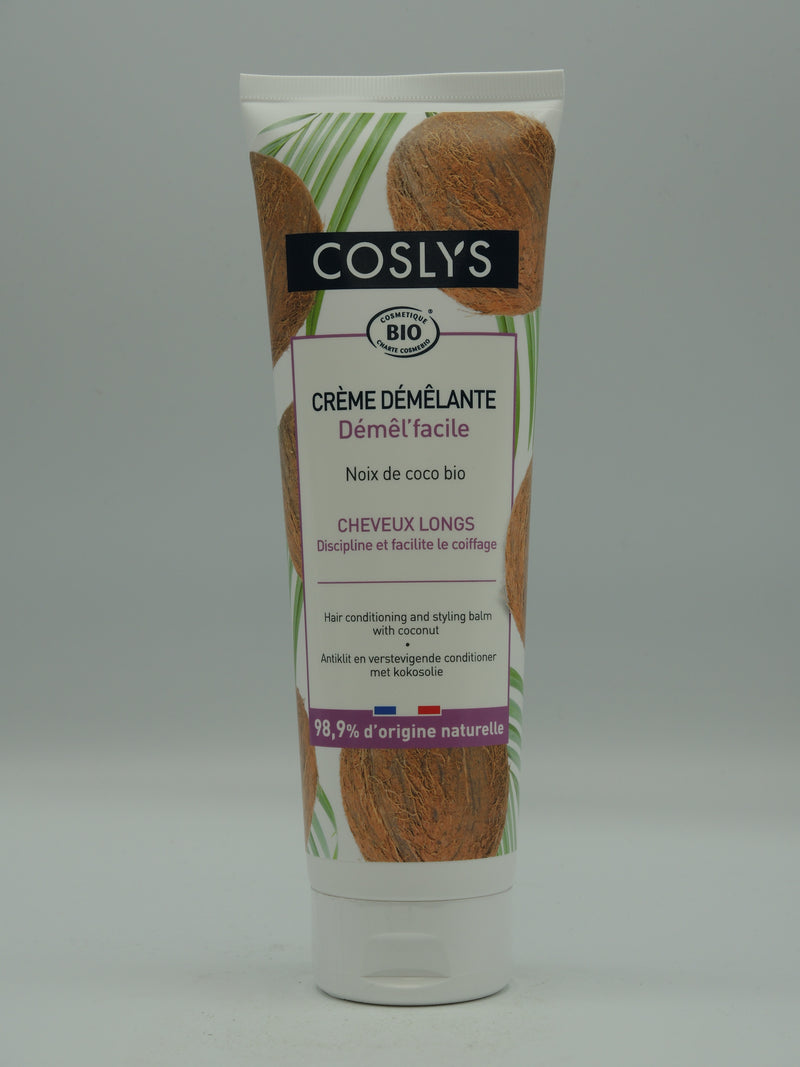 COSLYS
COSMETIQUE ®
BIO
CHARTE COSMEBIO
CRÈME DÉMÊLANTE
Démêl'facile
Noix de coco bio
CHEVEUX LONGS
Discipline et facilite le coiffage
Hair conditioning and styling balm
with coconut
•
Antiklit en verstevigende conditioner
met kokosolie
98,9% d'origine naturelle